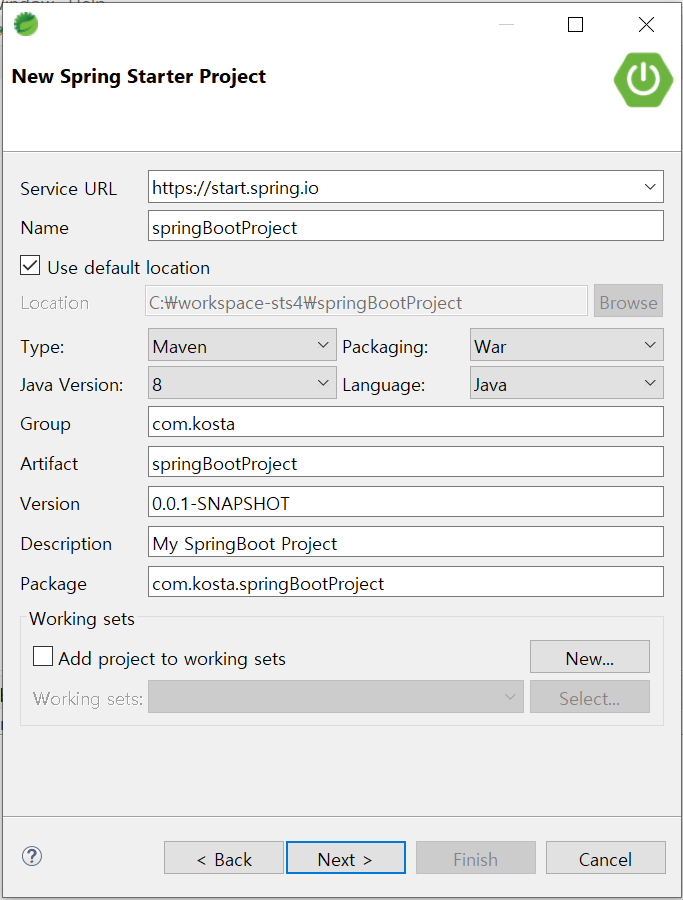 Window Help
New Spring Starter Project
Service URL https://start.spring.io
Name springBootProject
Use default location
Location C:₩workspace-sts4₩springBootProject Browse
Type: Maven Packaging: War
Java Version: 8 Language: Java
Group com.kosta
Artifact springBootProject
Version 0.0.1-SNAPSHOT
Description My SpringBoot Project
Package com.kosta.springBootProject
Working sets
Add project to working sets New...
Working sets: Select...
< Back Next > Finish Cancel